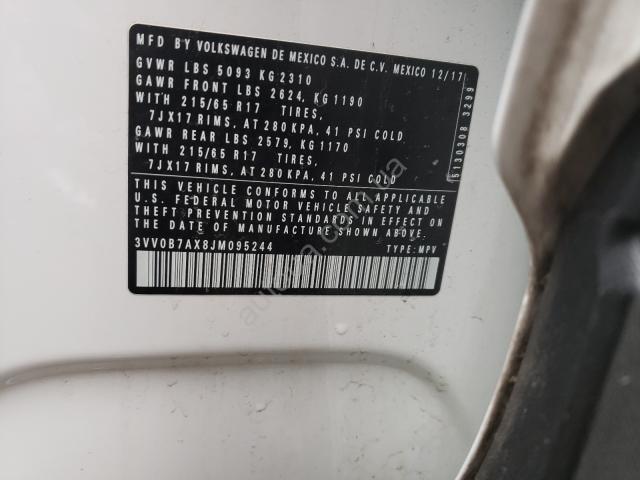 MFD BY VOLKSWAGEN DE MEXICO S.A. DE C.V. MEXICO 12/17
GVWR LBS 5093 KG 2310
GAWR FRONT LBS 2624, KG 1190
WITH 215/65 R17 TIRES,
7JX17 RIMS, AT 280 KPA, 41 PSI COLD
GAWR REAR LBS 2579, KG 1170
WITH 215/65 R17 TIRES,
7JX17 RIMS, AT 280 KPA, 41 PSI COLD
THIS VEHICLE CONFORMS TO ALL APPLICABLE
U.S. FEDERAL MOTOR VEHICLE SAFETY AND
THEFT PREVENTION STANDARDS IN EFFECT ON
THE DATE OF MANUFACTURE SHOWN ABOVE.
3VV0B7AX8JM095244 TYPE: MPV
5130308 3299